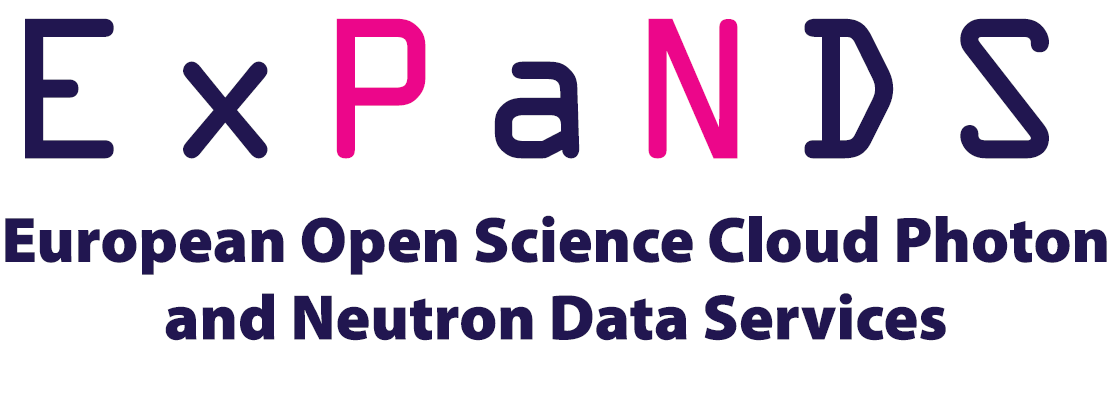 ExPaNDS
European Open Science Cloud Photon
and Neutron Data Services